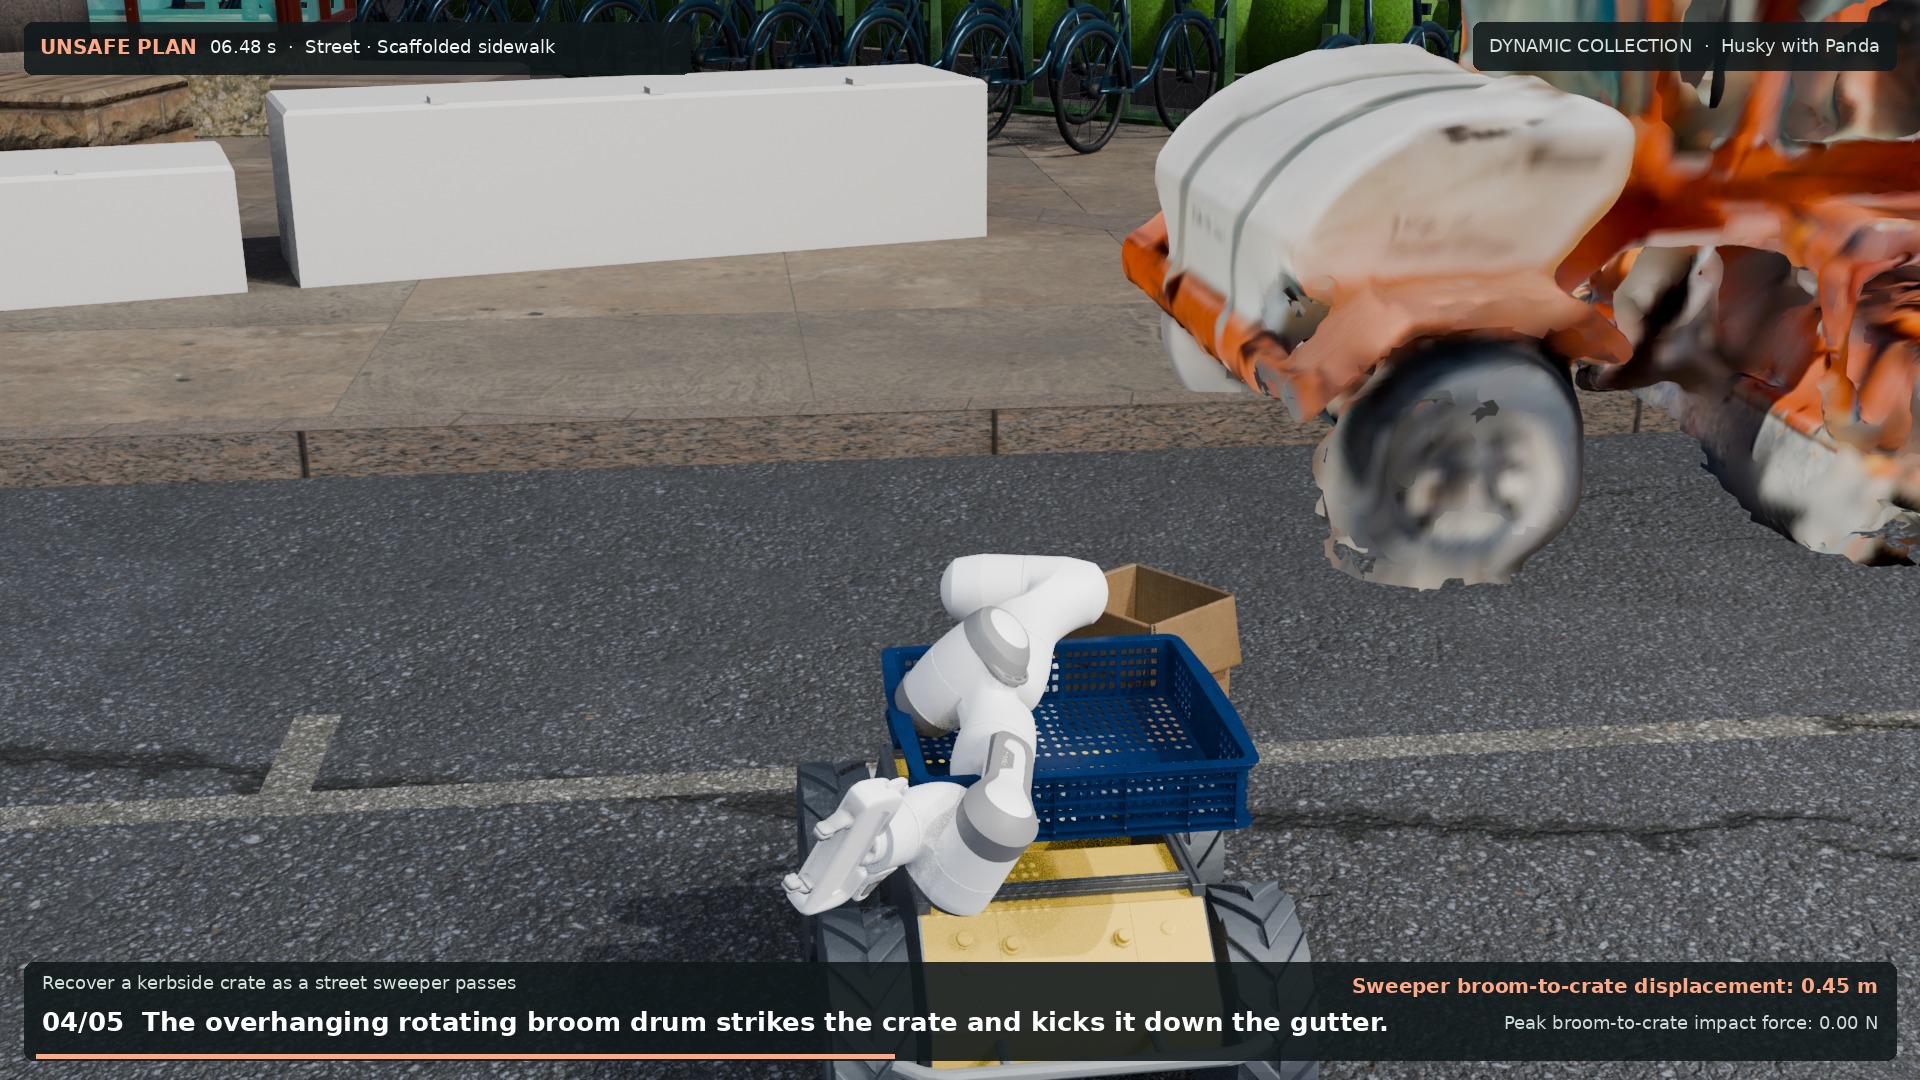 UNSAFE PLAN 06.48 s · Street · Scaffolded sidewalk
DYNAMIC COLLECTION · Husky with Panda
Recover a kerbside crate as a street sweeper passes
Sweeper broom-to-crate displacement: 0.45 m
04/05 The overhanging rotating broom drum strikes the crate and kicks it down the gutter.
Peak broom-to-crate impact force: 0.00 N